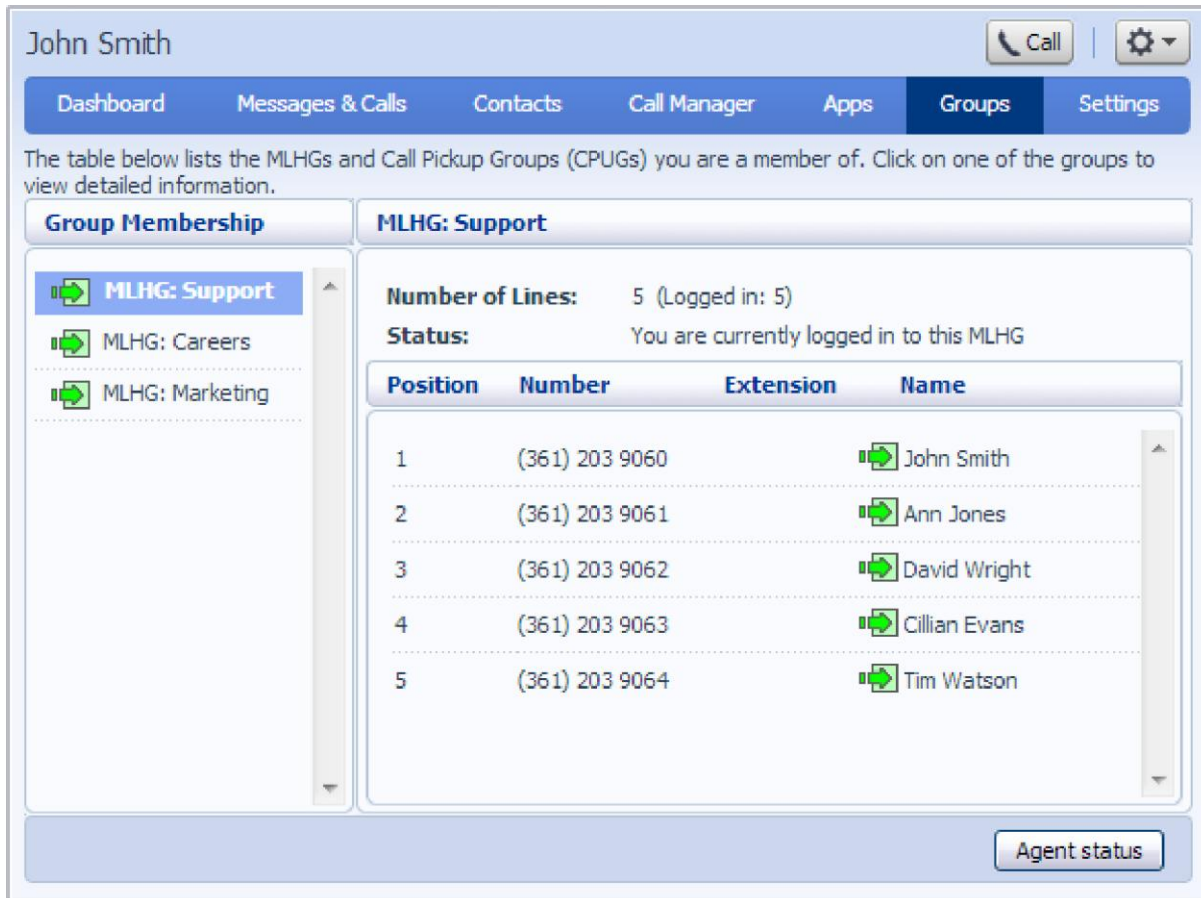 John Smith
Call
Dashboard Messages & Calls Contacts Call Manager Apps Groups Settings
The table below lists the MLHGs and Call Pickup Groups (CPUGs) you are a member of. Click on one of the groups to
view detailed information.
Group Membership
MLHG: Support
MLHG: Careers
MLHG: Marketing
MLHG: Support
Number of Lines: 5 (Logged in: 5)
Status: You are currently logged in to this MLHG
Position Number Extension Name
1 (361) 203 9060 John Smith
2 (361) 203 9061 Ann Jones
3 (361) 203 9062 David Wright
4 (361) 203 9063 Cillian Evans
5 (361) 203 9064 Tim Watson
Agent status